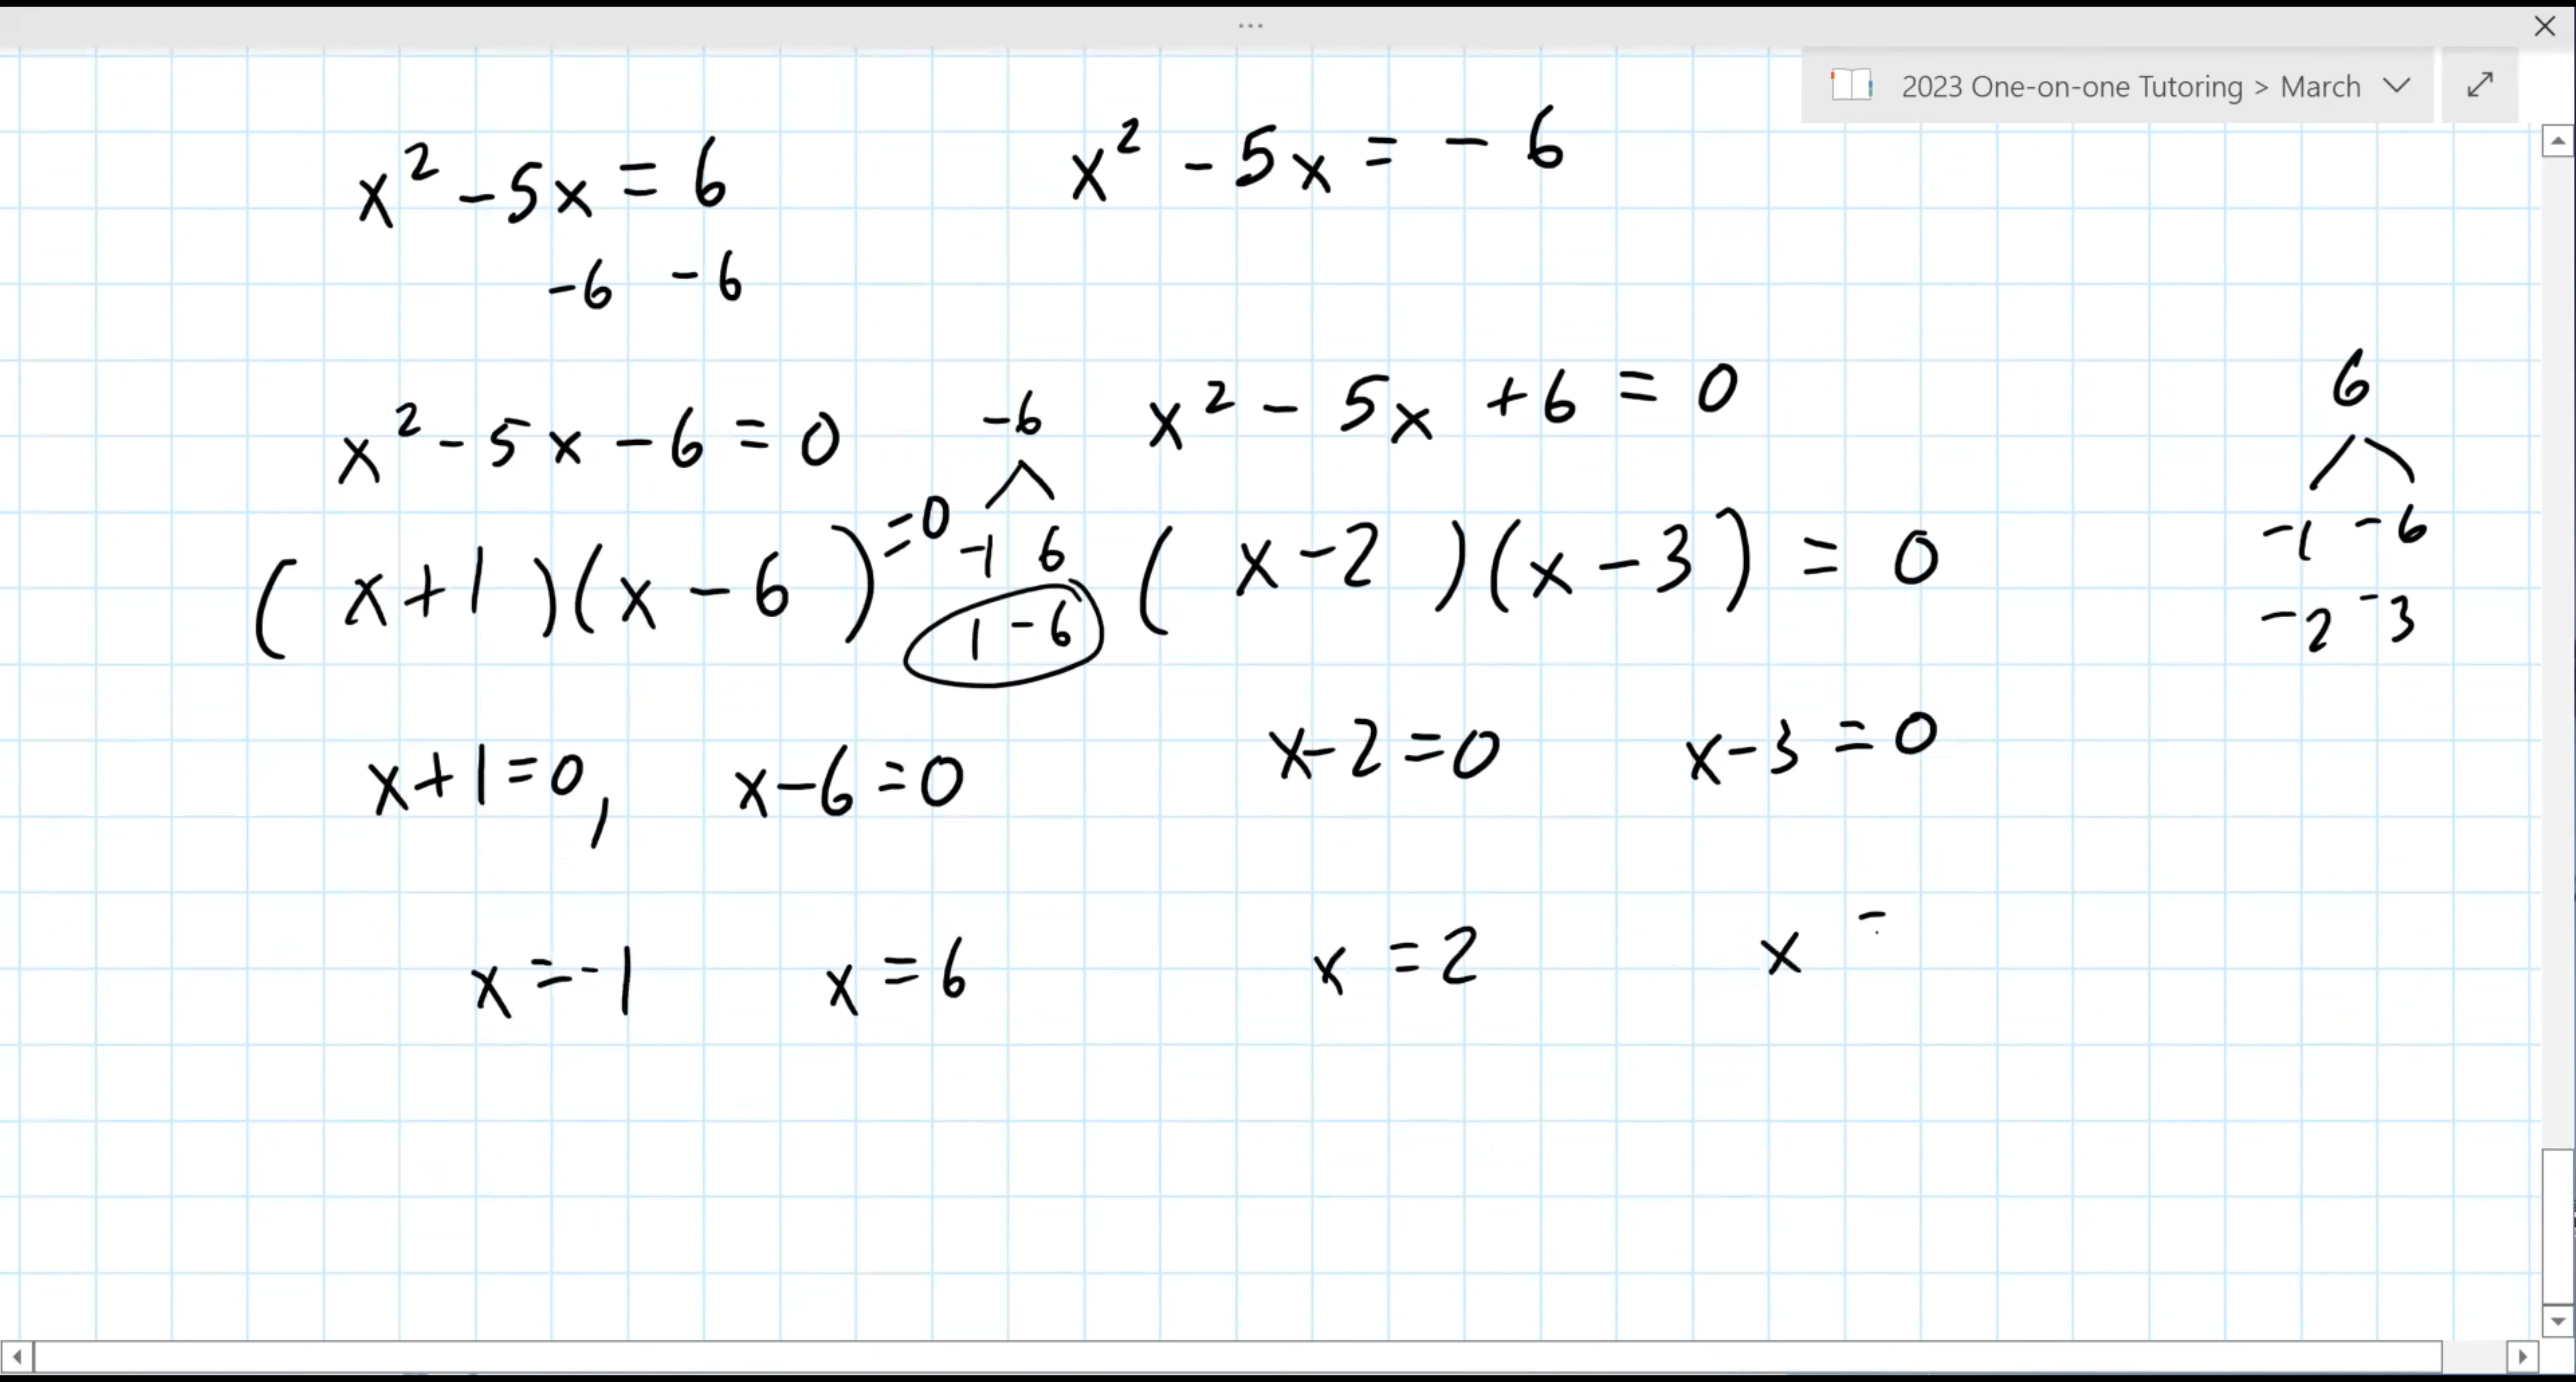 ...
2023 One-on-one Tutoring > March
x² - 5x = 6
-6 -6
x² - 5x - 6 = 0
(x+1)(x-6) = 0
-6
-1 6
1 -6
x+1=0, x-6=0
x=-1 x=6
x² - 5x = -6
x² - 5x + 6 = 0
(x-2)(x-3) = 0
6
-1 -6
-2 -3
x-2=0 x-3=0
x=2 x -